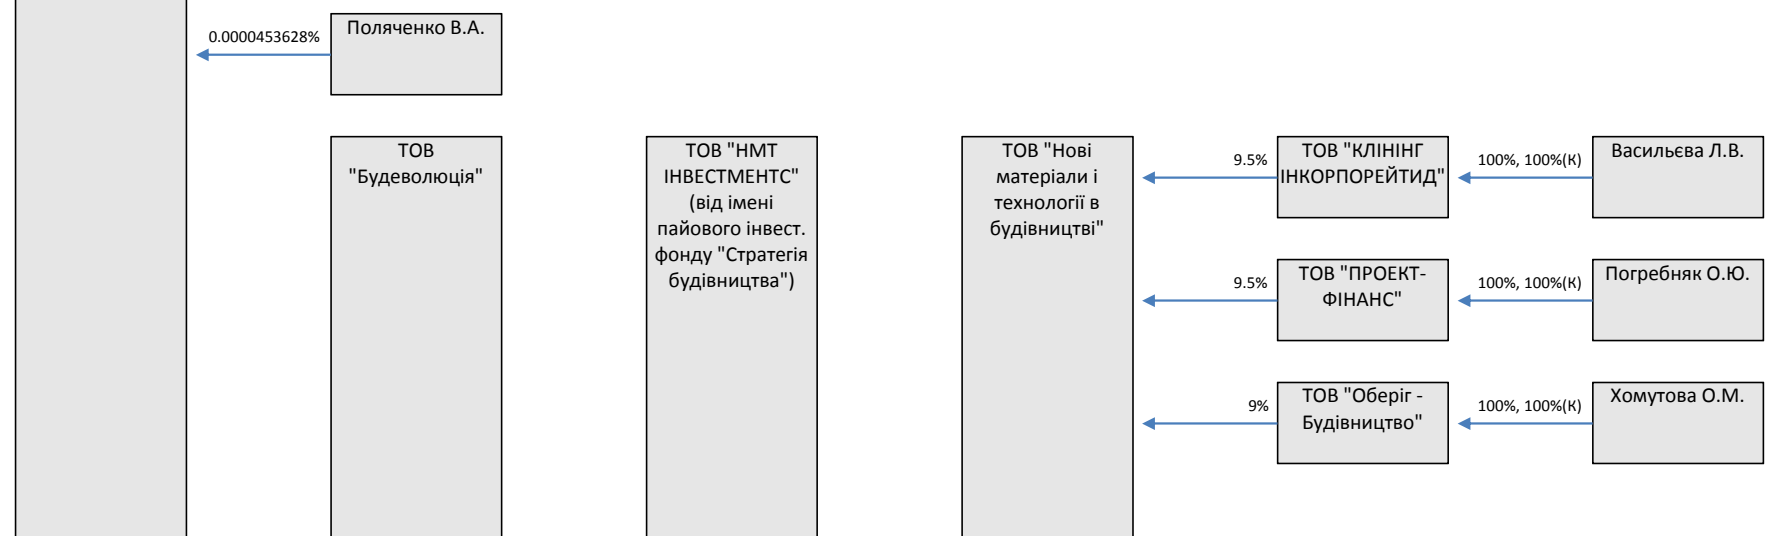 0.0000453628%
Поляченко В.А.
ТОВ
"Будеволюція"
ТОВ "НМТ
ІНВЕСТМЕНТС"
(від імені
пайового інвест.
фонду "Стратегія
будівництва")
ТОВ "Нові
матеріали і
технології в
будівництві"
9.5%
ТОВ "КЛІНІНГ
ІНКОРПОРЕЙТИД"
100%, 100%(К)
Васильєва Л.В.
9.5%
ТОВ "ПРОЕКТ-
ФІНАНС"
100%, 100%(К)
Погребняк О.Ю.
9%
ТОВ "Оберіг -
Будівництво"
100%, 100%(К)
Хомутова О.М.